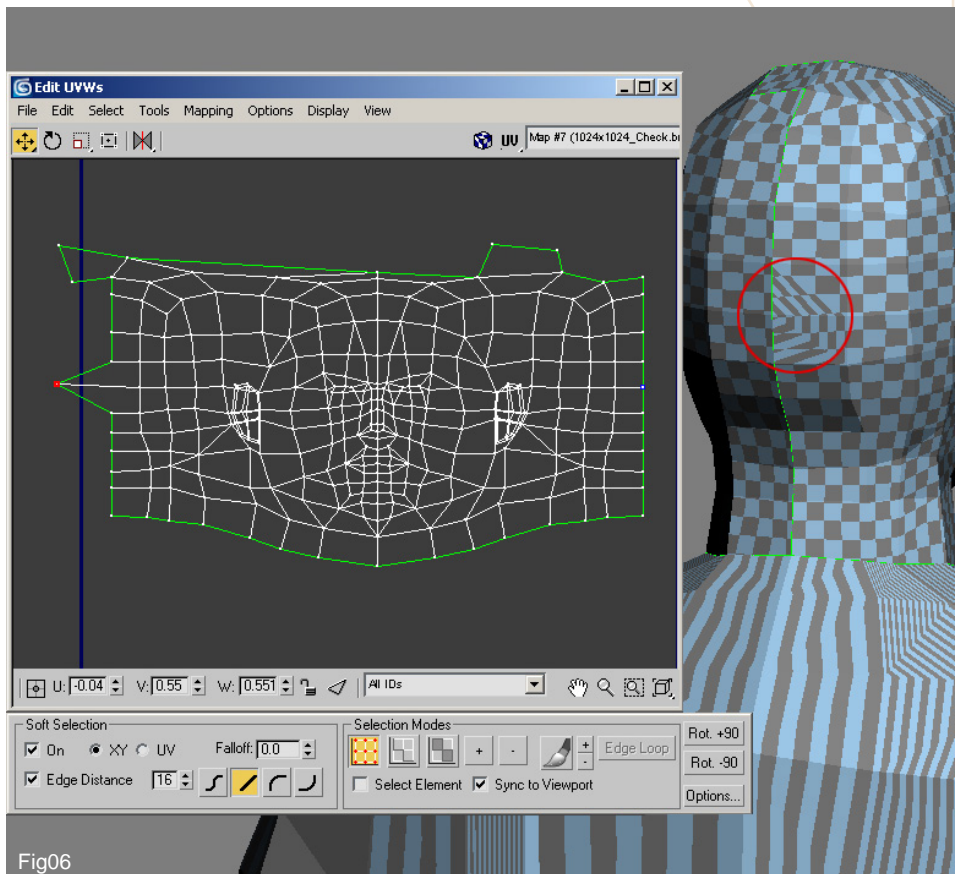 Edit UVWs
File Edit Select Tools Mapping Options Display View
UV Map #7 (1024x1024_Check.b
U: -0.04 V: 0.55 W: 0.551 All IDs
Soft Selection
On XY UV Falloff: 0.0
Edge Distance 16
Selection Modes
+ - + - Edge Loop
Select Element Sync to Viewport
Rot. +90
Rot. -90
Options...
Fig06